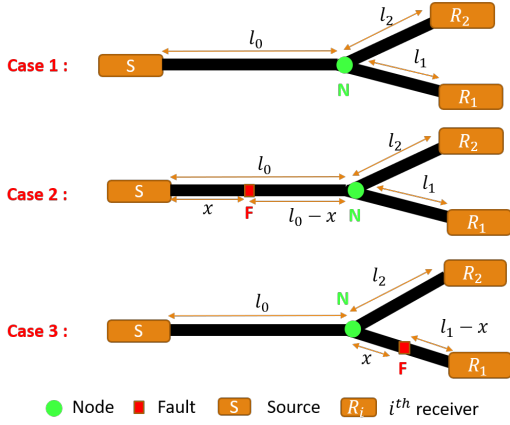 l₀ l₂ R₂
Case 1 : S N l₁ R₁
l₀ l₂ R₂
Case 2 : S x F l₀ − x N l₁ R₁
l₀ N l₂ R₂
Case 3 : S x F l₁ − x R₁
Node Fault S Source Rᵢ iᵗʰ receiver